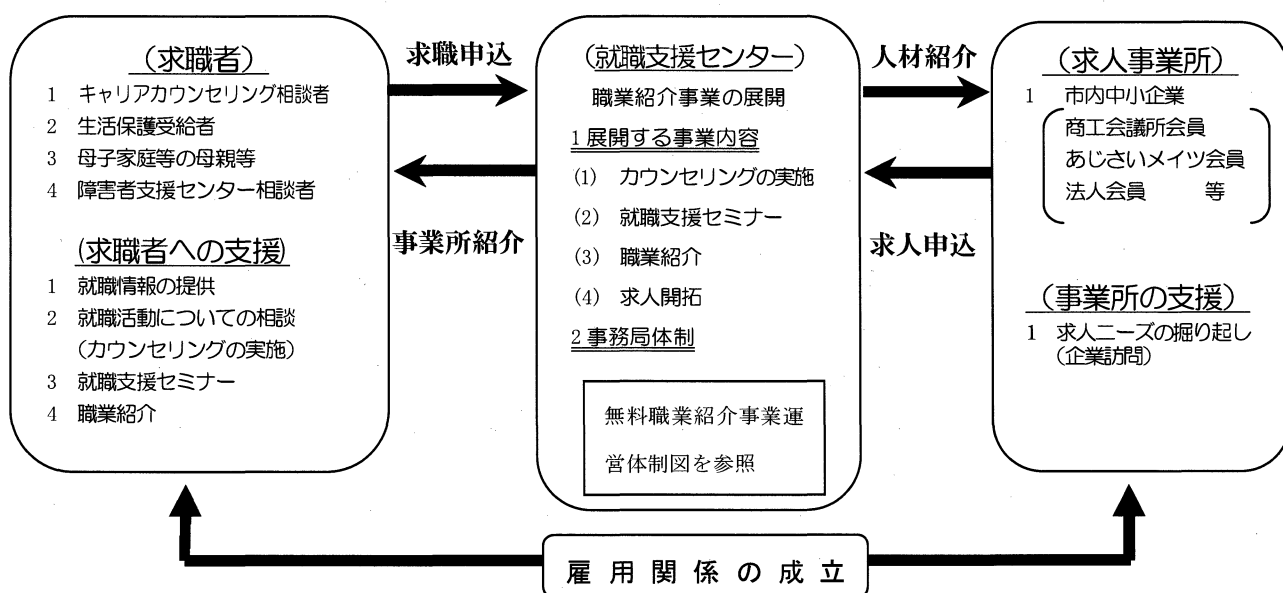 (求職者)
1 キャリアカウンセリング相談者
2 生活保護受給者
3 母子家庭等の母親等
4 障害者支援センター相談者
(求職者への支援)
1 就職情報の提供
2 就職活動についての相談
(カウンセリングの実施)
3 就職支援セミナー
4 職業紹介
求職申込
事業所紹介
(就職支援センター)
職業紹介事業の展開
1 展開する事業内容
(1) カウンセリングの実施
(2) 就職支援セミナー
(3) 職業紹介
(4) 求人開拓
2 事務局体制
無料職業紹介事業運
営体制図を参照
人材紹介
求人申込
(求人事業所)
1 市内中小企業
商工会議所会員
あじさいメイツ会員
法人会員 等
(事業所の支援)
1 求人ニーズの掘り起し
(企業訪問)
雇用関係の成立